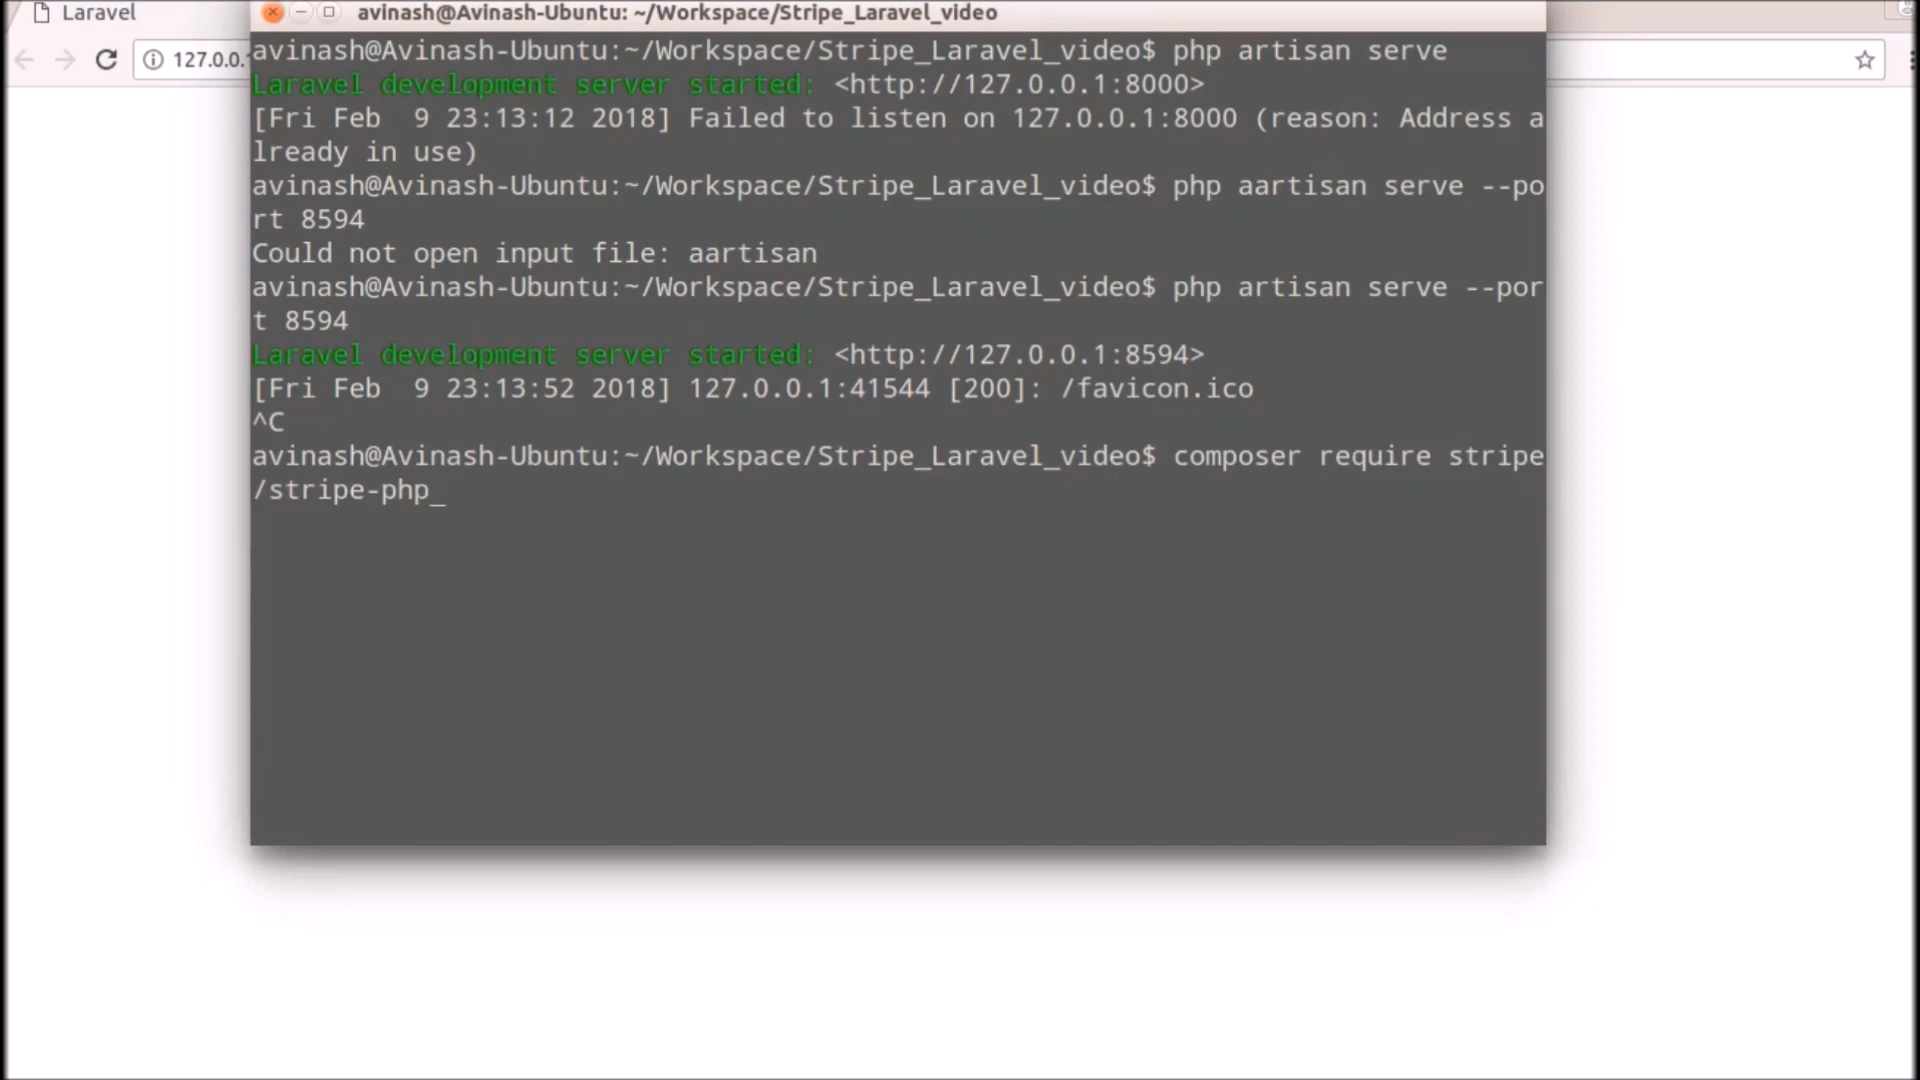 Laravel
avinash@Avinash-Ubuntu: ~/Workspace/Stripe_Laravel_video
127.0.0.
avinash@Avinash-Ubuntu:~/Workspace/Stripe_Laravel_video$ php artisan serve
Laravel development server started: <http://127.0.0.1:8000>
[Fri Feb  9 23:13:12 2018] Failed to listen on 127.0.0.1:8000 (reason: Address a
lready in use)
avinash@Avinash-Ubuntu:~/Workspace/Stripe_Laravel_video$ php aartisan serve --po
rt 8594
Could not open input file: aartisan
avinash@Avinash-Ubuntu:~/Workspace/Stripe_Laravel_video$ php artisan serve --por
t 8594
Laravel development server started: <http://127.0.0.1:8594>
[Fri Feb  9 23:13:52 2018] 127.0.0.1:41544 [200]: /favicon.ico
^C
avinash@Avinash-Ubuntu:~/Workspace/Stripe_Laravel_video$ composer require stripe
/stripe-php_